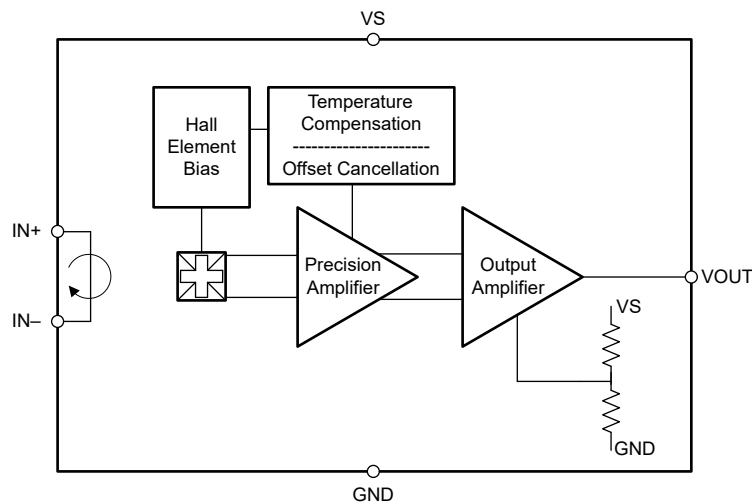 VS
Hall
Element
Bias
Temperature
Compensation
----------------------
Offset Cancellation
IN+
IN–
Precision
Amplifier
Output
Amplifier
VOUT
VS
GND
GND